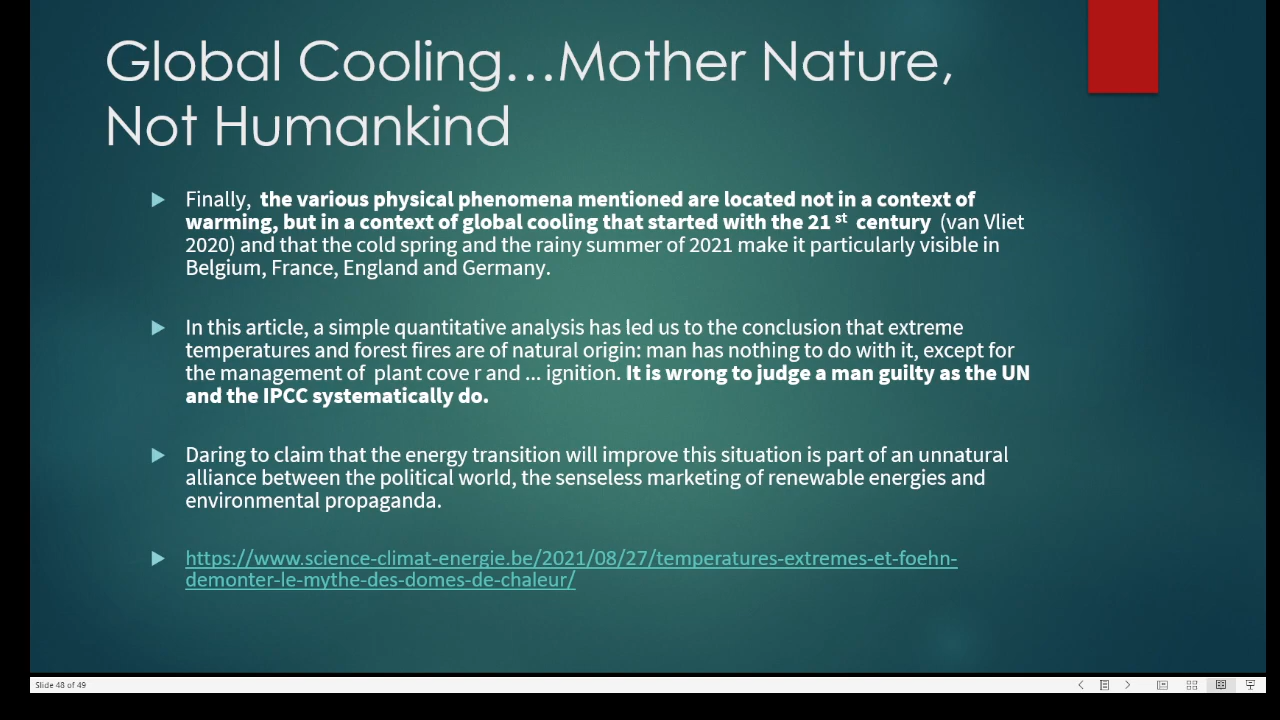 Global Cooling…Mother Nature,
Not Humankind
Finally, the various physical phenomena mentioned are located not in a context of
warming, but in a context of global cooling that started with the 21 st century (van Vliet
2020) and that the cold spring and the rainy summer of 2021 make it particularly visible in
Belgium, France, England and Germany.
In this article, a simple quantitative analysis has led us to the conclusion that extreme
temperatures and forest fires are of natural origin: man has nothing to do with it, except for
the management of plant cove r and ... ignition. It is wrong to judge a man guilty as the UN
and the IPCC systematically do.
Daring to claim that the energy transition will improve this situation is part of an unnatural
alliance between the political world, the senseless marketing of renewable energies and
environmental propaganda.
https://www.science-climat-energie.be/2021/08/27/temperatures-extremes-et-foehn-
demonter-le-mythe-des-domes-de-chaleur/
Slide 48 of 49